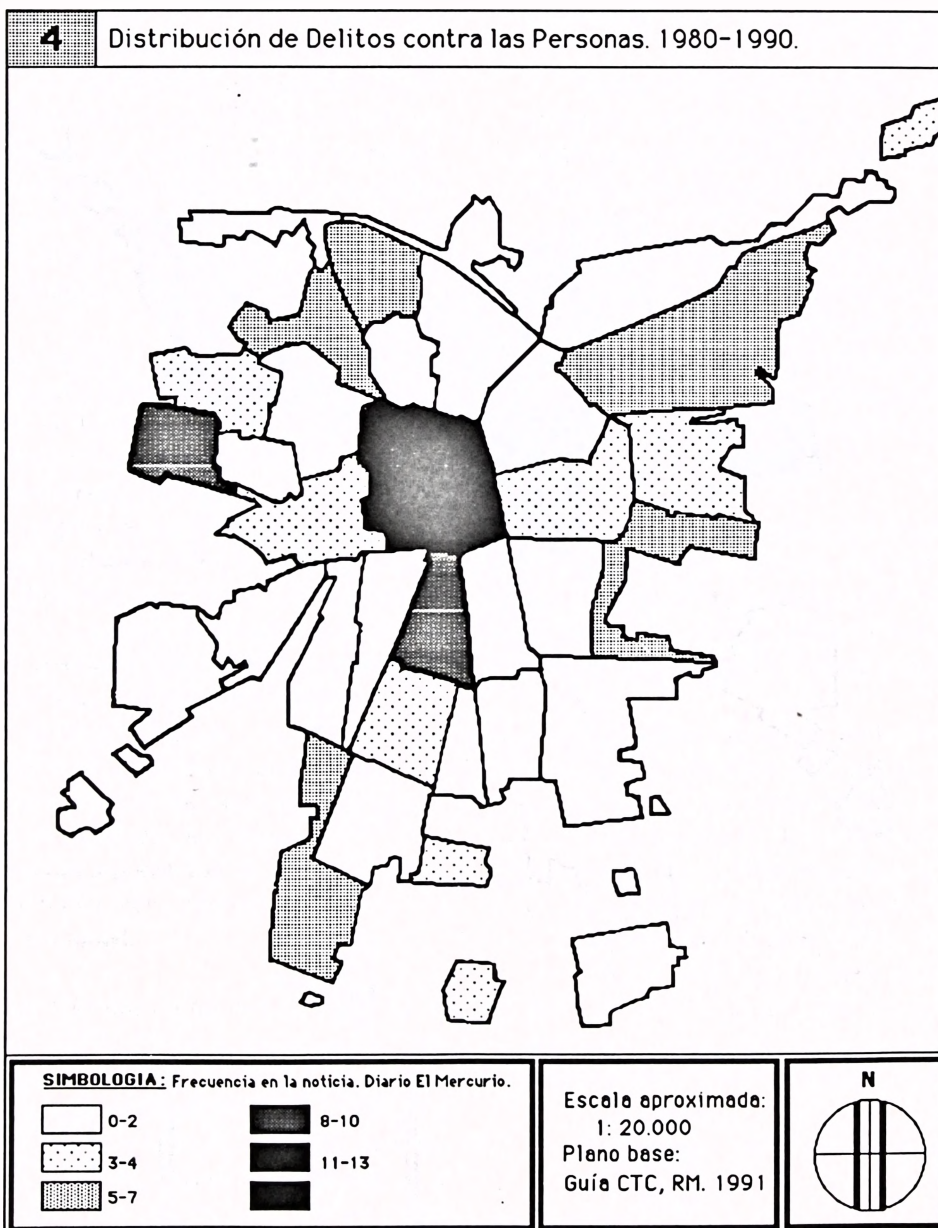 4 Distribución de Delitos contra las Personas. 1980-1990.
SIMBOLOGIA: Frecuencia en la noticia. Diario El Mercurio.
0-2
3-4
5-7
8-10
11-13
Escala aproximada:
1: 20.000
Plano base:
Guía CTC, RM. 1991
N